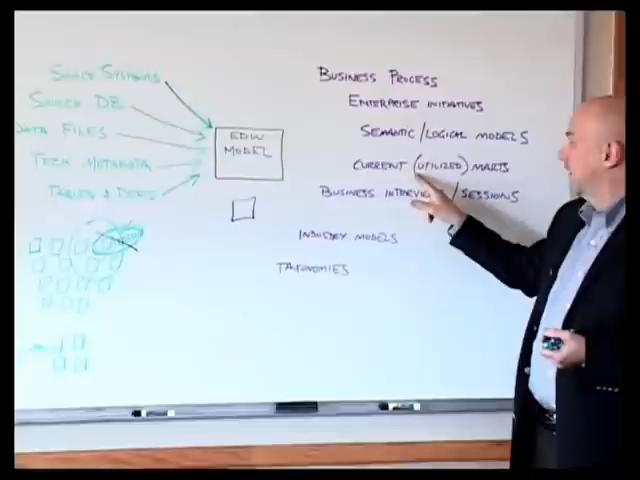 Source Systems
Source DB
Data Files
Tech Metadata
Tables & Defs
EDW
Model
Business Process
Enterprise Initiatives
Semantic/Logical Models
Current (Utilized) Marts
Business Interviews/Sessions
Industry Models
Taxonomies